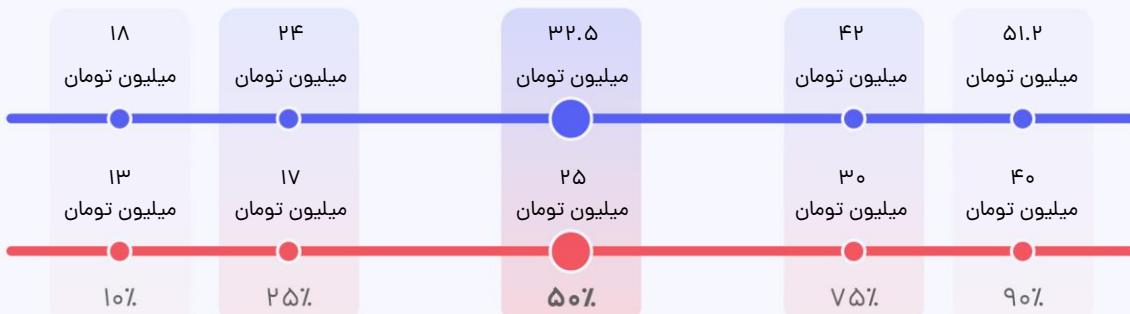 ۱۸ ۲۴ ۳۲.۵ ۴۲ ۵۱.۲
میلیون تومان میلیون تومان میلیون تومان میلیون تومان میلیون تومان
۱۳ ۱۷ ۲۵ ۳۰ ۴۰
میلیون تومان میلیون تومان میلیون تومان میلیون تومان میلیون تومان
۱۰٪ ۲۵٪ ۵۰٪ ۷۵٪ ۹۰٪